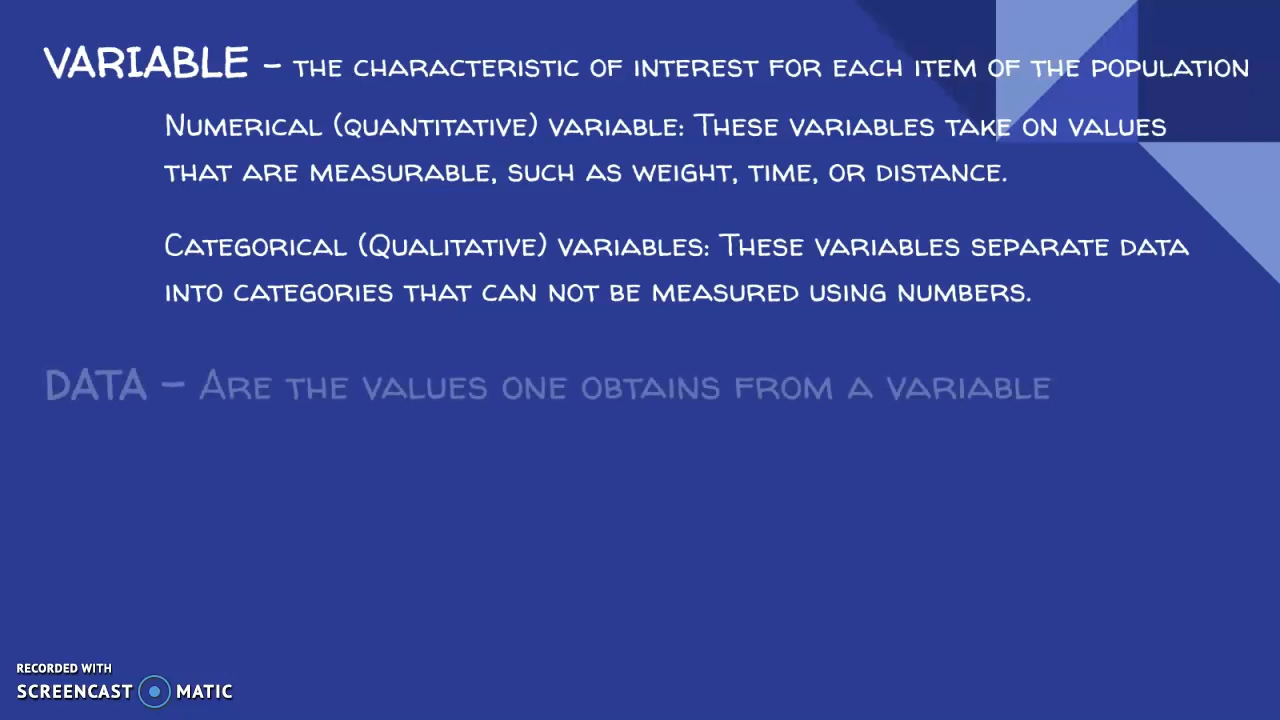 VARIABLE – THE CHARACTERISTIC OF INTEREST FOR EACH ITEM OF THE POPULATION
NUMERICAL (QUANTITATIVE) VARIABLE: THESE VARIABLES TAKE ON VALUES
THAT ARE MEASURABLE, SUCH AS WEIGHT, TIME, OR DISTANCE.
CATEGORICAL (QUALITATIVE) VARIABLES: THESE VARIABLES SEPARATE DATA
INTO CATEGORIES THAT CAN NOT BE MEASURED USING NUMBERS.
DATA – ARE THE VALUES ONE OBTAINS FROM A VARIABLE
RECORDED WITH
SCREENCAST MATIC